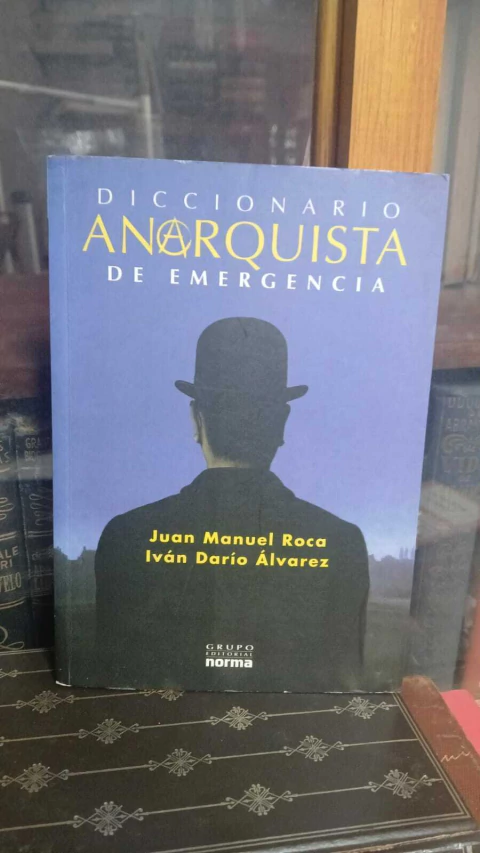 DICCIONARIO
ANARQUISTA
DE EMERGENCIA
Juan Manuel Roca
Iván Darío Álvarez
GRUPO
EDITORIAL
norma